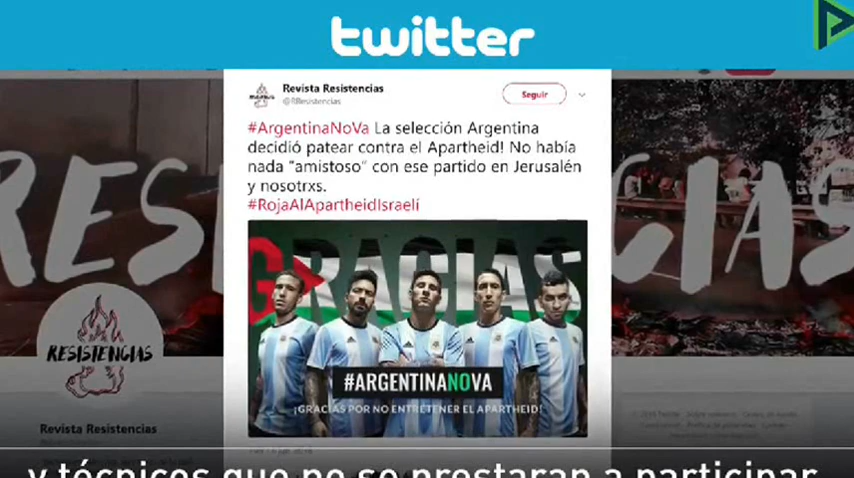 twitter
Revista Resistencias
@RResistencias
Seguir
#ArgentinaNoVa La selección Argentina
decidió patear contra el Apartheid! No había
nada "amistoso" con ese partido en Jerusalén
y nosotrxs.
#RojaAlApartheidIsraelí
GRACIAS
#ARGENTINANOVA
¡GRACIAS POR NO ENTRETENER EL APARTHEID!
RESISTENCIAS
Revista Resistencias
y técnicos que no se prestaran a participar